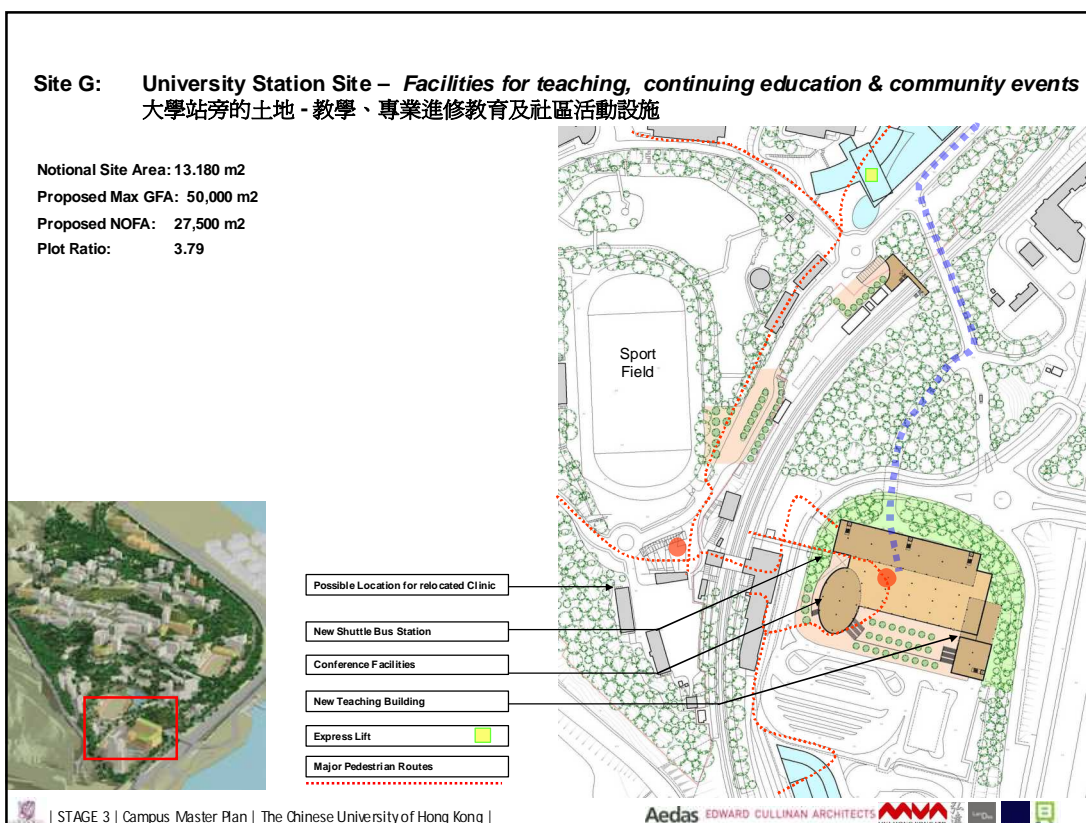 Site G: University Station Site – Facilities for teaching, continuing education & community events
大學站旁的土地 - 教學、專業進修教育及社區活動設施
Notional Site Area: 13.180 m2
Proposed Max GFA: 50,000 m2
Proposed NOFA: 27,500 m2
Plot Ratio: 3.79
Sport
Field
Possible Location for relocated Clinic
New Shuttle Bus Station
Conference Facilities
New Teaching Building
Express Lift
Major Pedestrian Routes
| STAGE 3 | Campus Master Plan | The Chinese University of Hong Kong |
Aedas EDWARD CULLINAN ARCHITECTS MVA